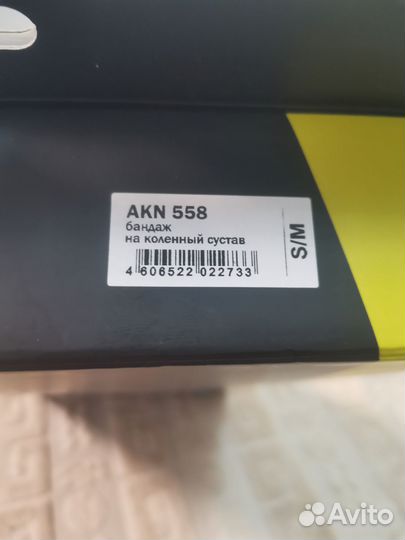 AKN 558
бандаж
на коленный сустав
4 606522 022733
S/M
Avito